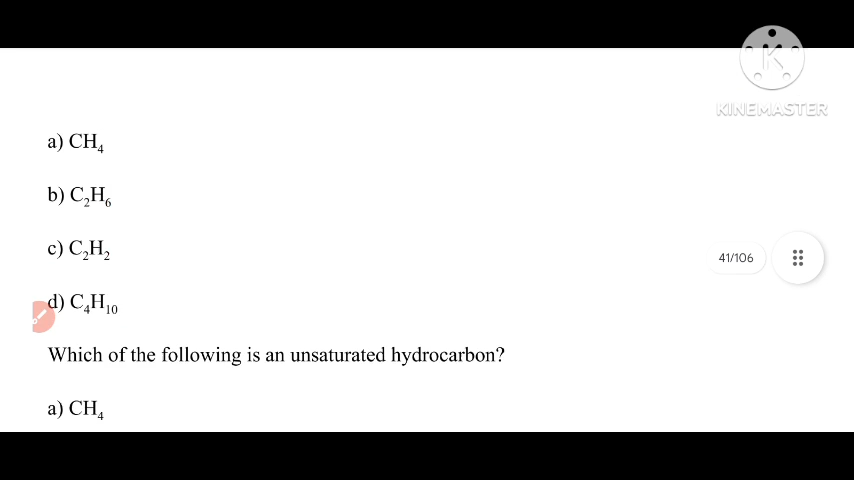 KINEMASTER
a) CH₄
b) C₂H₆
c) C₂H₂
41/106
d) C₄H₁₀
Which of the following is an unsaturated hydrocarbon?
a) CH₄